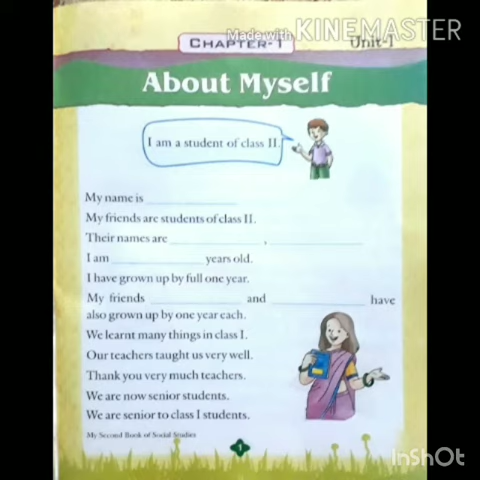 Made with KINEMASTER
CHAPTER-1
Unit-1
About Myself
I am a student of class II.
My name is
My friends are students of class II.
Their names are ,
I am years old.
I have grown up by full one year.
My friends and have
also grown up by one year each.
We learnt many things in class I.
Our teachers taught us very well.
Thank you very much teachers.
We are now senior students.
We are senior to class I students.
My Second Book of Social Studies
1
InShOt